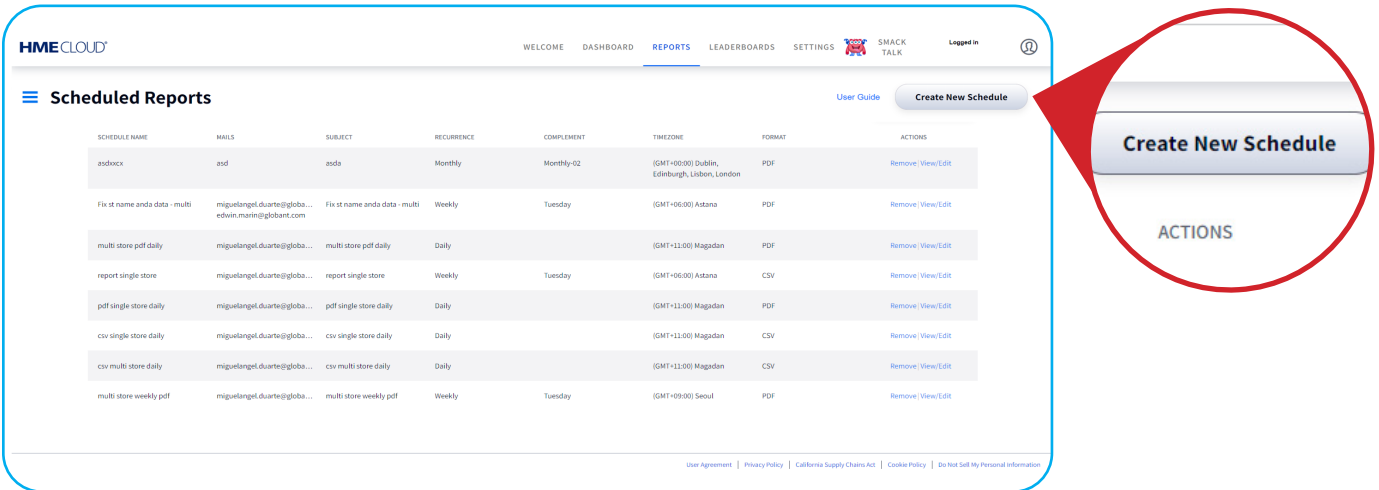 HME CLOUD®
WELCOME DASHBOARD REPORTS LEADERBOARDS SETTINGS SMACK TALK Logged in
Scheduled Reports
User Guide Create New Schedule
SCHEDULE NAME MAILS SUBJECT RECURRENCE COMPLEMENT TIMEZONE FORMAT ACTIONS
asdxxcx asd asda Monthly Monthly-02 (GMT+00:00) Dublin, PDF Remove | View/Edit
Edinburgh, Lisbon, London
Fix st name anda data - multi miguelangel.duarte@globa... Fix st name anda data - multi Weekly Tuesday (GMT+06:00) Astana PDF Remove | View/Edit
edwin.marin@globant.com
multi store pdf daily miguelangel.duarte@globa... multi store pdf daily Daily (GMT+11:00) Magadan PDF Remove | View/Edit
report single store miguelangel.duarte@globa... report single store Weekly Tuesday (GMT+06:00) Astana CSV Remove | View/Edit
pdf single store daily miguelangel.duarte@globa... pdf single store daily Daily (GMT+11:00) Magadan PDF Remove | View/Edit
csv single store daily miguelangel.duarte@globa... csv single store daily Daily (GMT+11:00) Magadan CSV Remove | View/Edit
csv multi store daily miguelangel.duarte@globa... csv multi store daily Daily (GMT+11:00) Magadan CSV Remove | View/Edit
multi store weekly pdf miguelangel.duarte@globa... multi store weekly pdf Weekly Tuesday (GMT+09:00) Seoul PDF Remove | View/Edit
User Agreement | Privacy Policy | California Supply Chains Act | Cookie Policy | Do Not Sell My Personal Information
Create New Schedule
ACTIONS